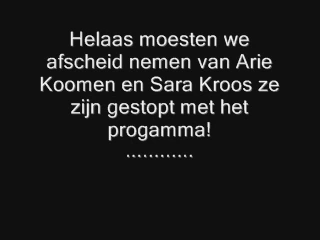 Helaas moesten we
afscheid nemen van Arie
Koomen en Sara Kroos ze
zijn gestopt met het
progamma!
............